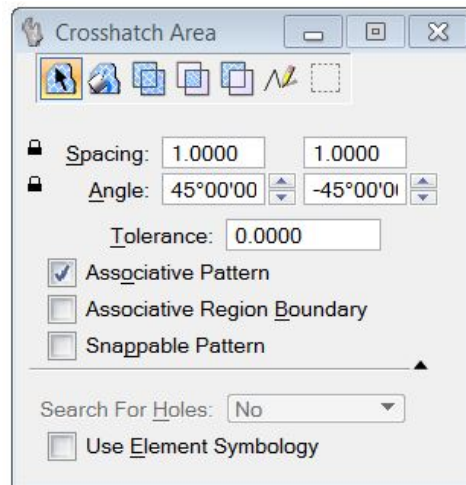 Crosshatch Area
Spacing: 1.0000 1.0000
Angle: 45°00'00 -45°00'0(
Tolerance: 0.0000
Associative Pattern
Associative Region Boundary
Snappable Pattern
Search For Holes: No
Use Element Symbology